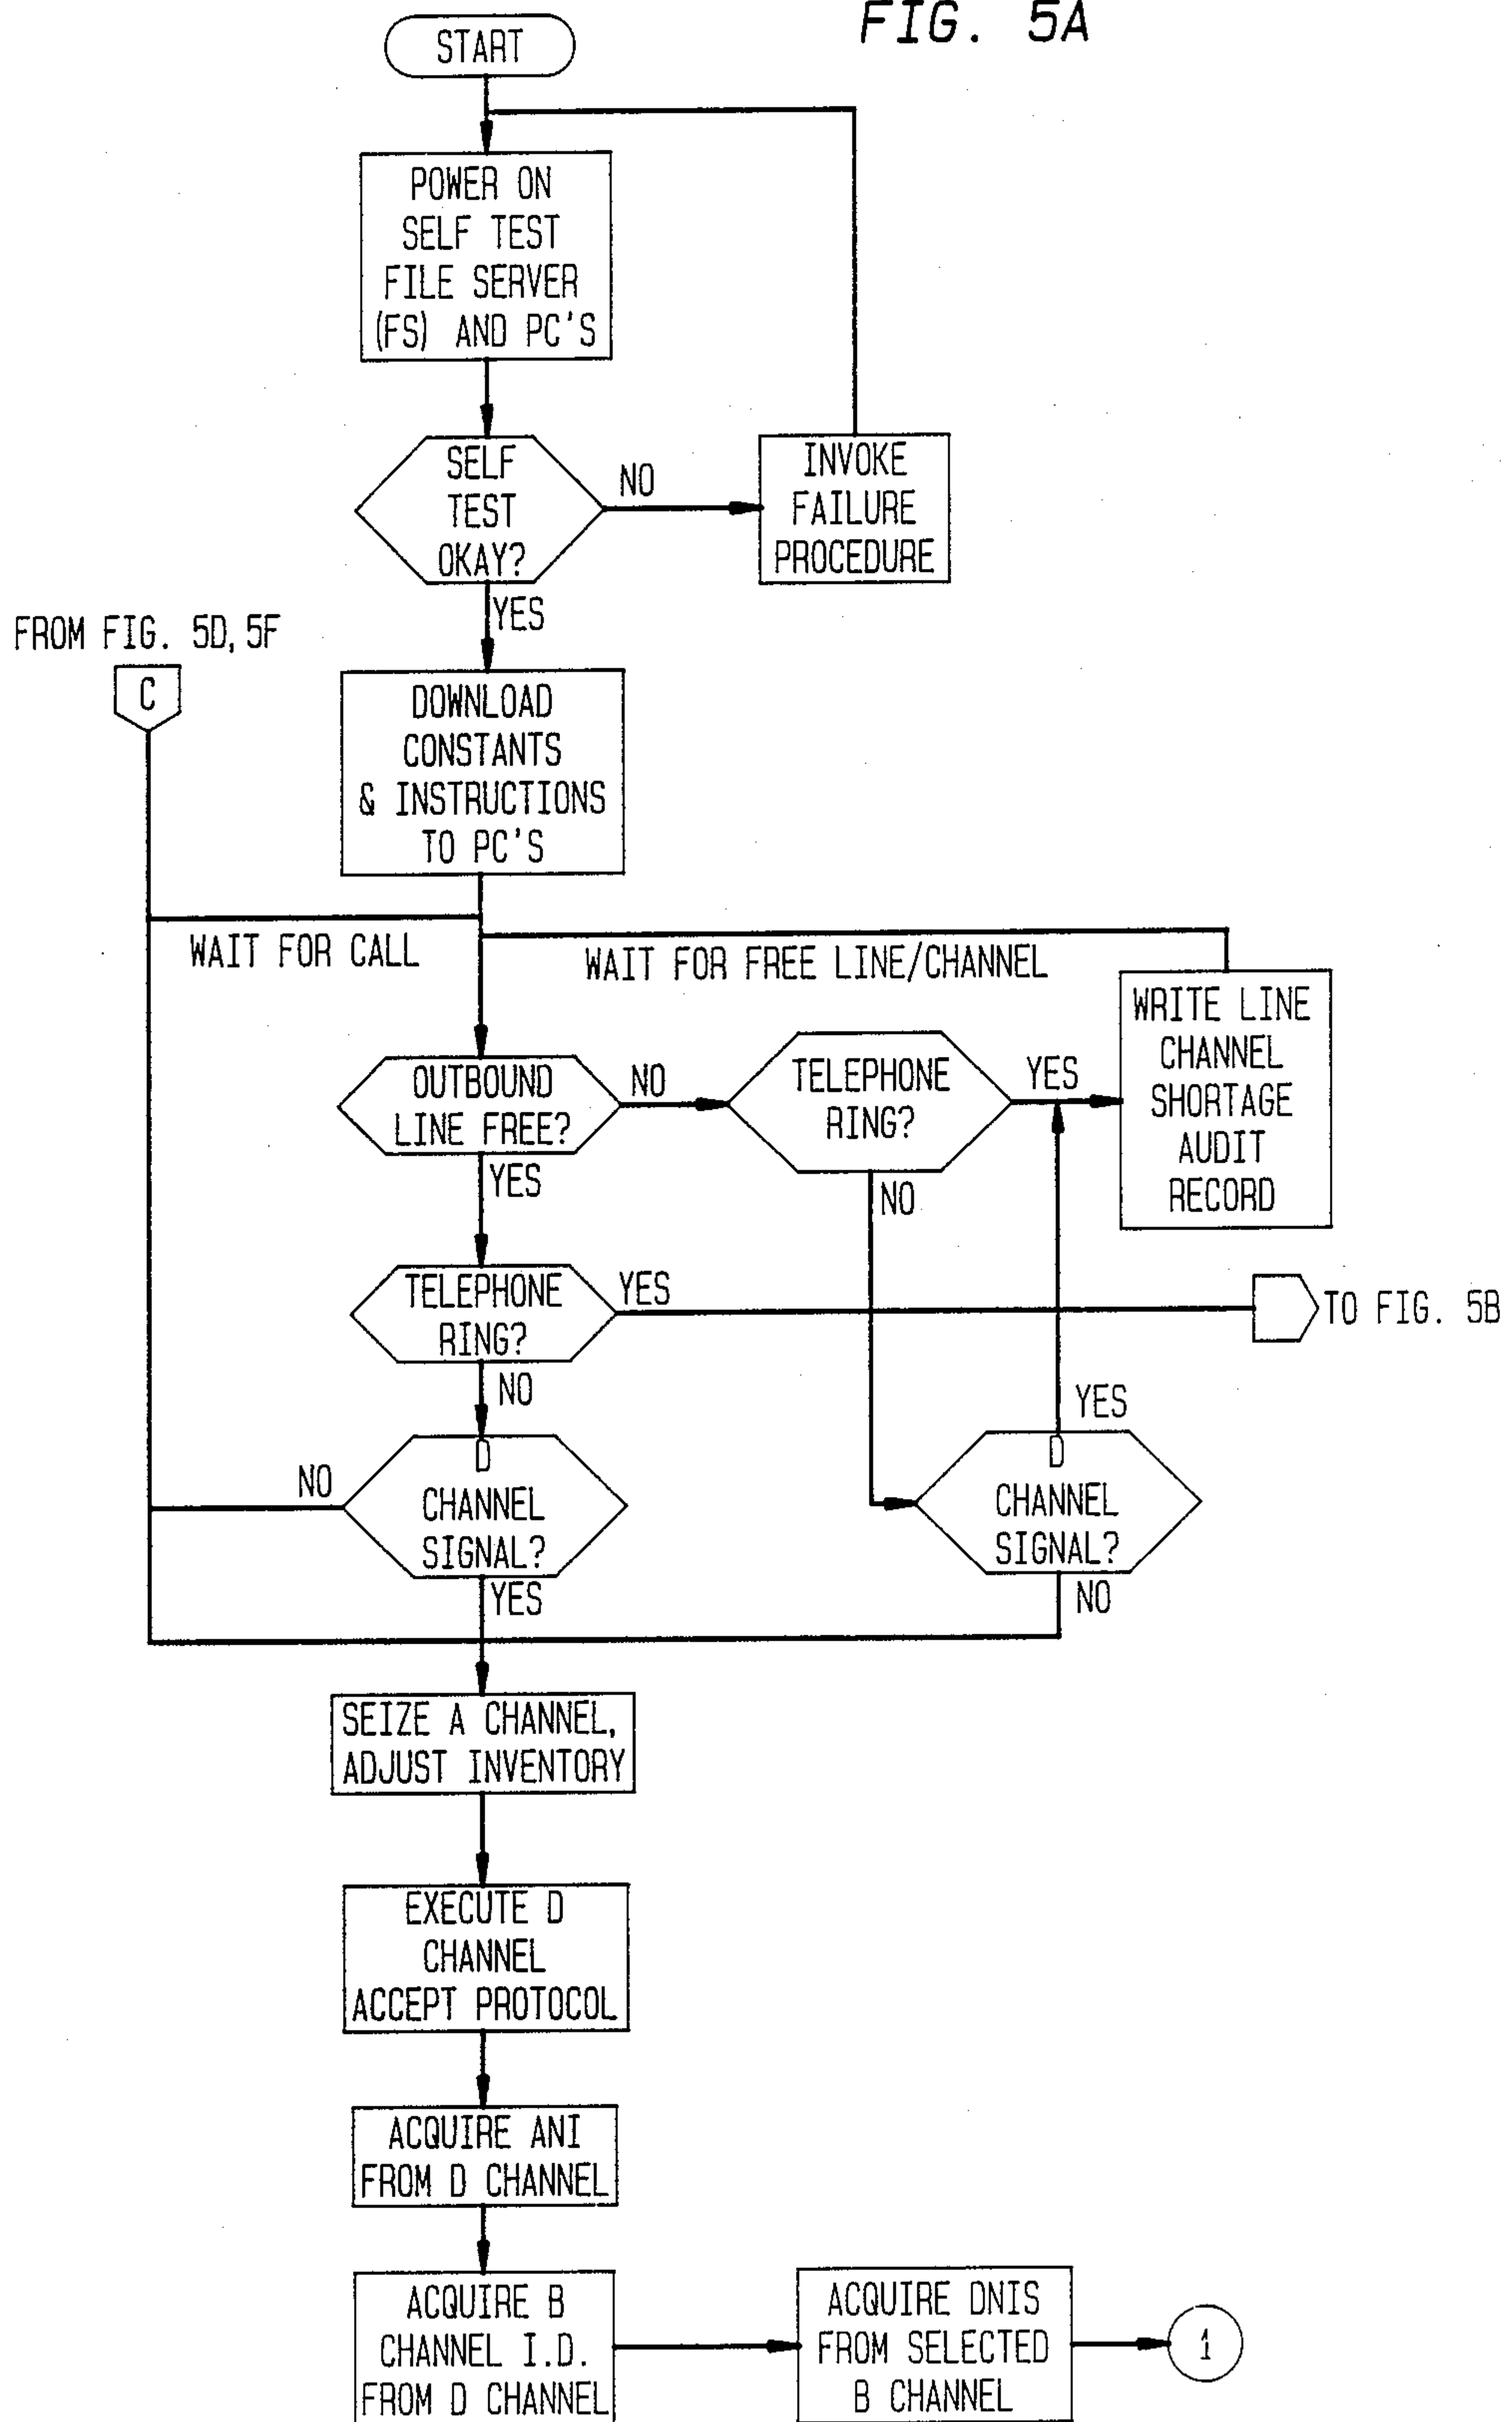 FIG. 5A
START
POWER ON
SELF TEST
FILE SERVER
(FS) AND PC'S
SELF
TEST
OKAY?
NO
INVOKE
FAILURE
PROCEDURE
YES
FROM FIG. 5D, 5F
C
DOWNLOAD
CONSTANTS
& INSTRUCTIONS
TO PC'S
WAIT FOR CALL
WAIT FOR FREE LINE/CHANNEL
WRITE LINE
CHANNEL
SHORTAGE
AUDIT
RECORD
OUTBOUND
LINE FREE?
NO
TELEPHONE
RING?
YES
YES
NO
TELEPHONE
RING?
YES
TO FIG. 5B
NO
YES
D
CHANNEL
SIGNAL?
NO
D
CHANNEL
SIGNAL?
YES
NO
SEIZE A CHANNEL,
ADJUST INVENTORY
EXECUTE D
CHANNEL
ACCEPT PROTOCOL
ACQUIRE ANI
FROM D CHANNEL
ACQUIRE B
CHANNEL I.D.
FROM D CHANNEL
ACQUIRE DNIS
FROM SELECTED
B CHANNEL
1